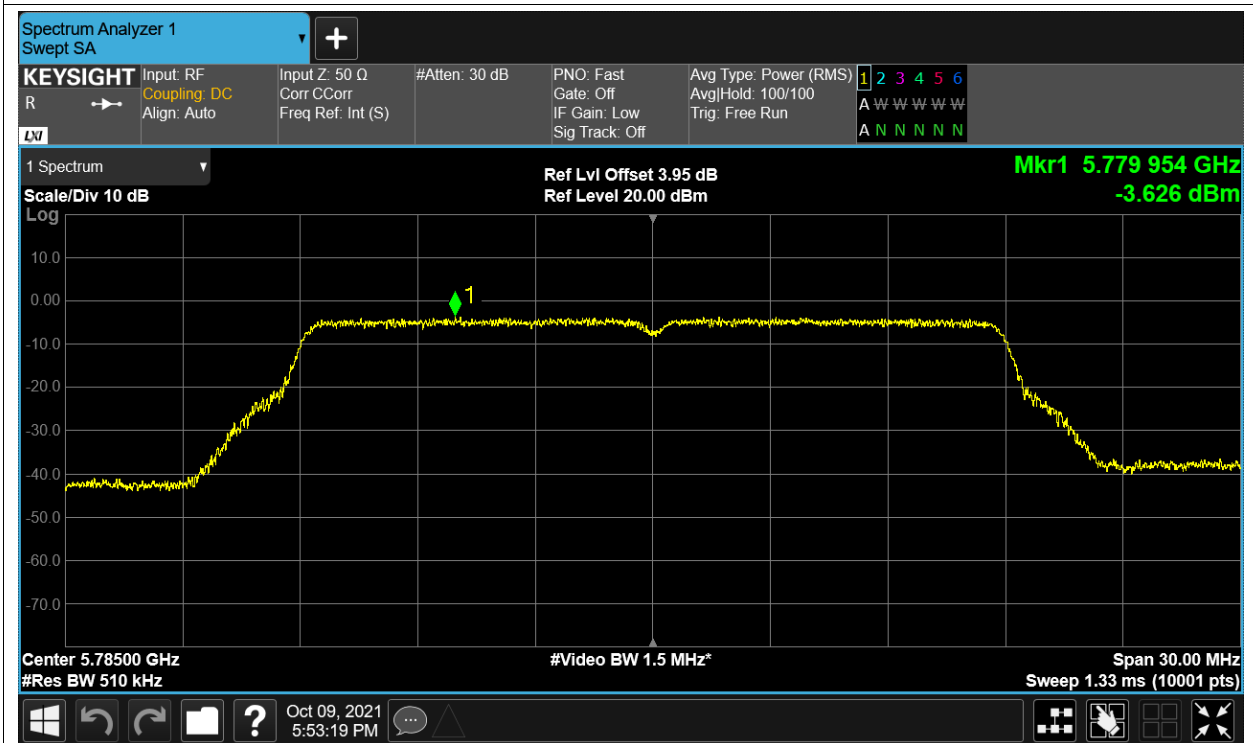 Spectrum Analyzer 1
Swept SA
KEYSIGHT
R
LXI
Input: RF
Coupling: DC
Align: Auto
Input Z: 50 Ω
Corr CCorr
Freq Ref: Int (S)
#Atten: 30 dB
PNO: Fast
Gate: Off
IF Gain: Low
Sig Track: Off
Avg Type: Power (RMS)
Avg|Hold: 100/100
Trig: Free Run
1 2 3 4 5 6
A W W W W W
A N N N N N
1 Spectrum
Scale/Div 10 dB
Log
Ref Lvl Offset 3.95 dB
Ref Level 20.00 dBm
Mkr1 5.779 954 GHz
-3.626 dBm
10.0
0.00
-10.0
-20.0
-30.0
-40.0
-50.0
-60.0
-70.0
1
Center 5.78500 GHz
#Res BW 510 kHz
#Video BW 1.5 MHz*
Span 30.00 MHz
Sweep 1.33 ms (10001 pts)
?
Oct 09, 2021
5:53:19 PM